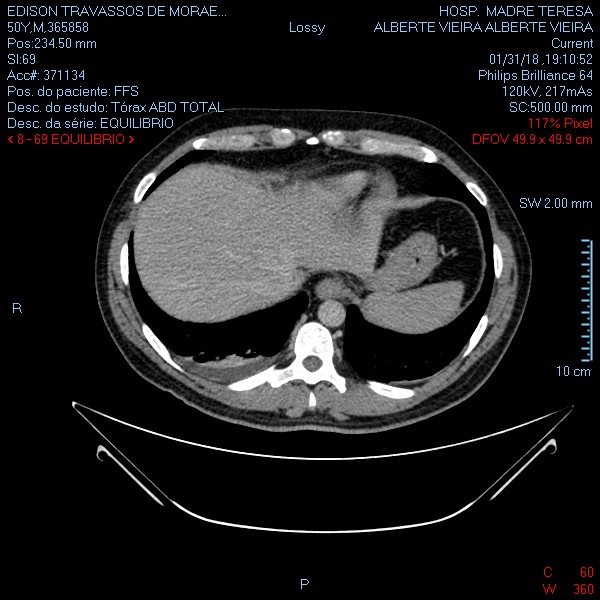 EDISON TRAVASSOS DE MORAE...
50Y,M,365858
Pos:234.50 mm
Sl:69
Acc#: 371134
Pos. do paciente: FFS
Desc. do estudo: Tórax ABD TOTAL
Desc. da série: EQUILIBRIO
< 8 - 69 EQUILIBRIO >
Lossy
HOSP. MADRE TERESA
ALBERTE VIEIRA ALBERTE VIEIRA
Current
01/31/18 ,19:10:52
Philips Brilliance 64
120kV, 217mAs
SC:500.00 mm
117% Pixel
DFOV 49.9 x 49.9 cm
SW 2.00 mm
R
10 cm
P
C 60
W 360